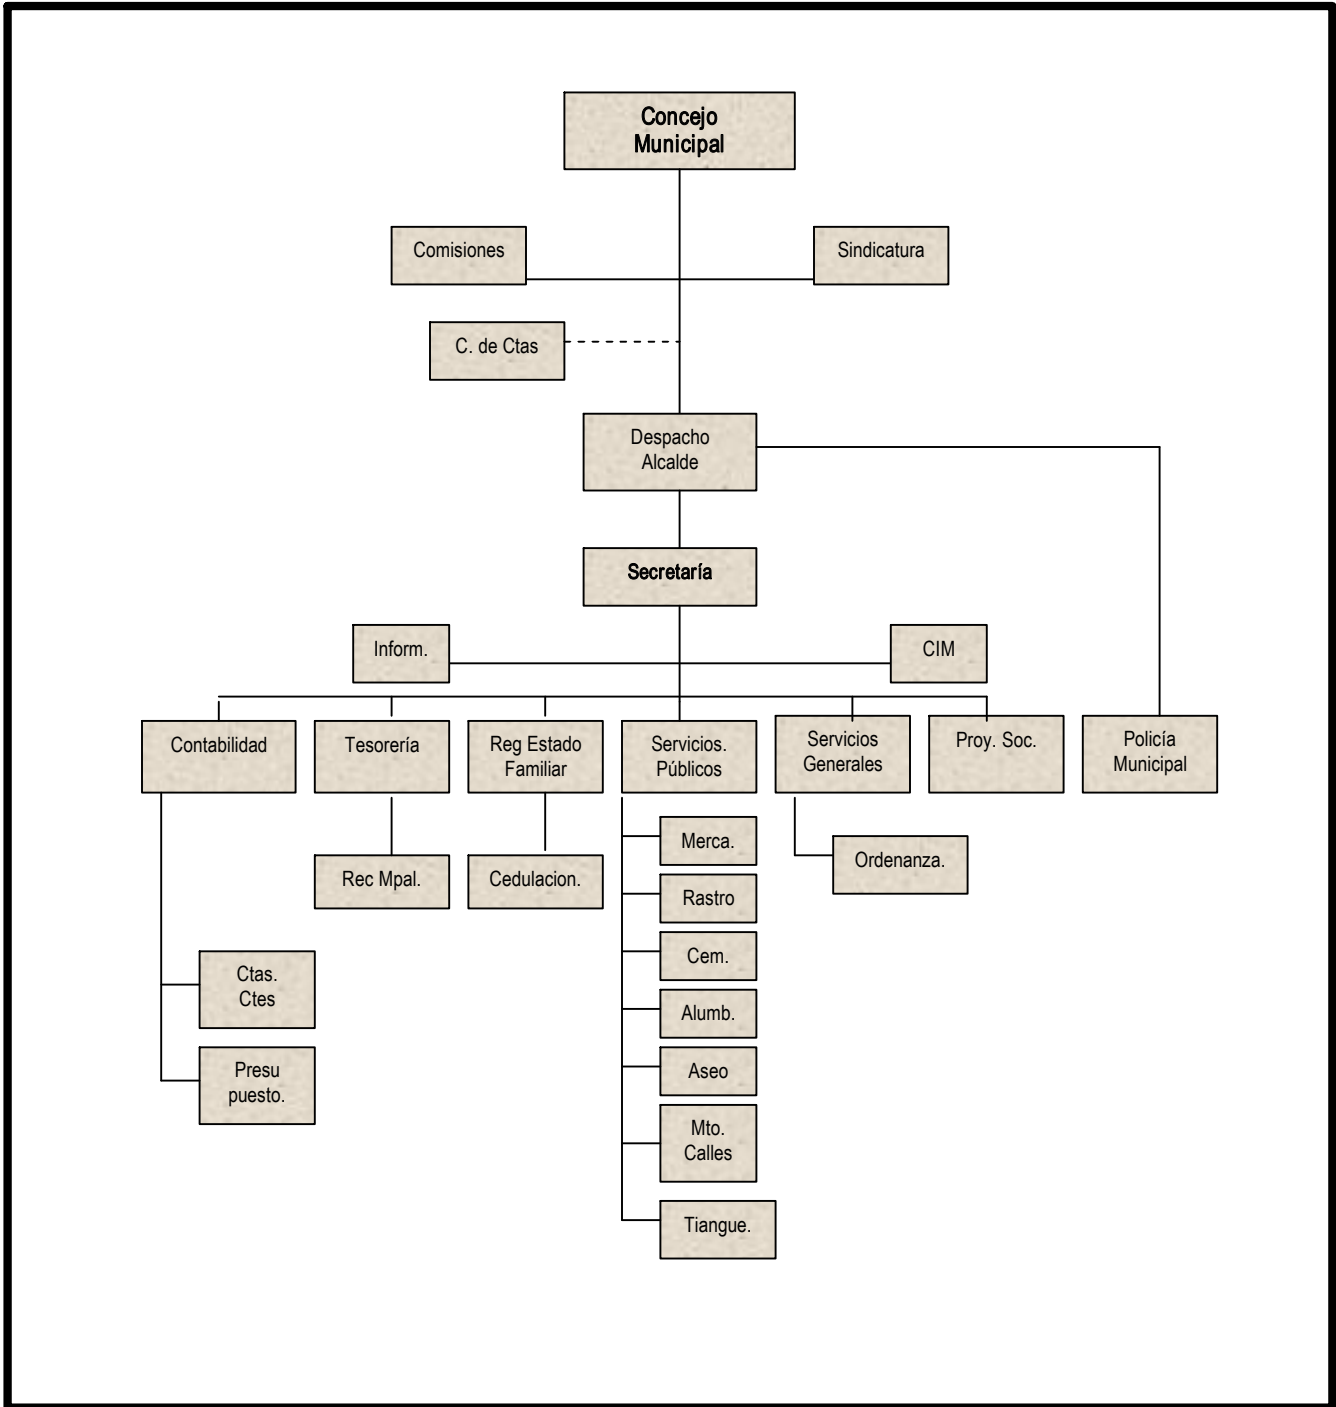 Concejo
Municipal
Comisiones
Sindicatura
C. de Ctas
Despacho
Alcalde
Secretaría
Inform.
CIM
Contabilidad
Tesorería
Reg Estado
Familiar
Servicios.
Públicos
Servicios
Generales
Proy. Soc.
Policía
Municipal
Merca.
Ordenanza.
Rec Mpal.
Cedulacion.
Rastro
Cem.
Ctas.
Ctes
Alumb.
Aseo
Presu
puesto.
Mto.
Calles
Tiangue.